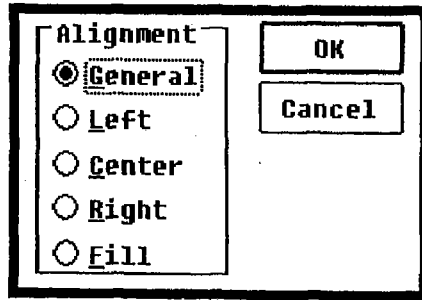 Alignment
General
Left
Center
Right
Fill
OK
Cancel